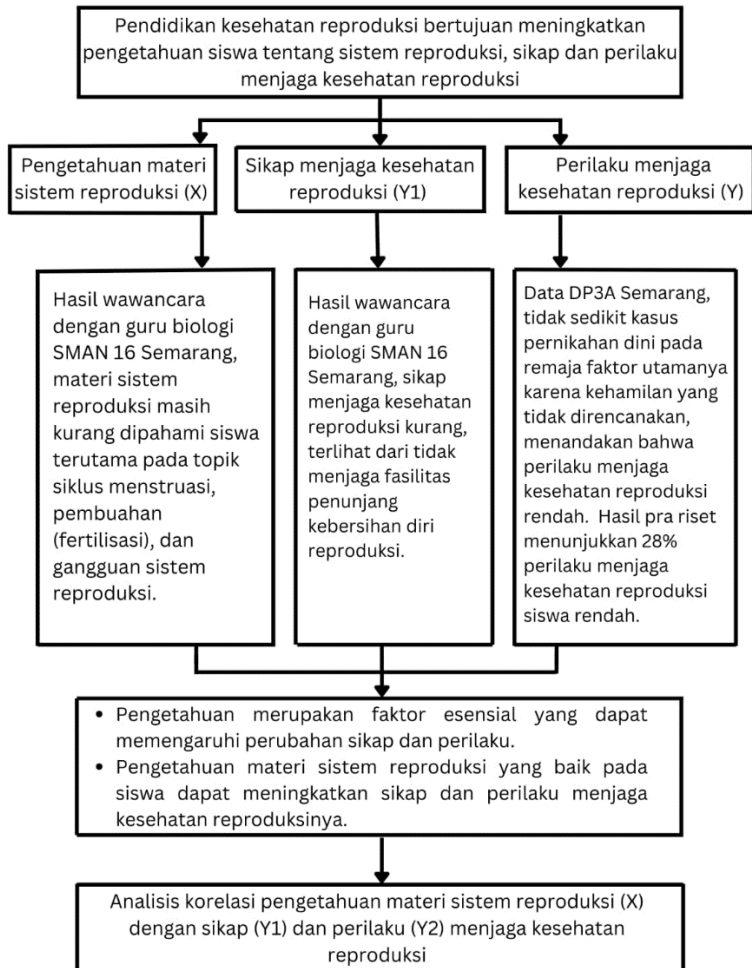 Pendidikan kesehatan reproduksi bertujuan meningkatkan
pengetahuan siswa tentang sistem reproduksi, sikap dan perilaku
menjaga kesehatan reproduksi
Pengetahuan materi
sistem reproduksi (X)
Sikap menjaga kesehatan
reproduksi (Y1)
Perilaku menjaga
kesehatan reproduksi (Y)
Hasil wawancara
dengan guru biologi
SMAN 16 Semarang,
materi sistem
reproduksi masih
kurang dipahami siswa
terutama pada topik
siklus menstruasi,
pembuahan
(fertilisasi), dan
gangguan sistem
reproduksi.
Hasil wawancara
dengan guru
biologi SMAN 16
Semarang, sikap
menjaga kesehatan
reproduksi kurang,
terlihat dari tidak
menjaga fasilitas
penunjang
kebersihan diri
reproduksi.
Data DP3A Semarang,
tidak sedikit kasus
pernikahan dini pada
remaja faktor utamanya
karena kehamilan yang
tidak direncanakan,
menandakan bahwa
perilaku menjaga
kesehatan reproduksi
rendah. Hasil pra riset
menunjukkan 28%
perilaku menjaga
kesehatan reproduksi
siswa rendah.
• Pengetahuan merupakan faktor esensial yang dapat
memengaruhi perubahan sikap dan perilaku.
• Pengetahuan materi sistem reproduksi yang baik pada
siswa dapat meningkatkan sikap dan perilaku menjaga
kesehatan reproduksinya.
Analisis korelasi pengetahuan materi sistem reproduksi (X)
dengan sikap (Y1) dan perilaku (Y2) menjaga kesehatan
reproduksi